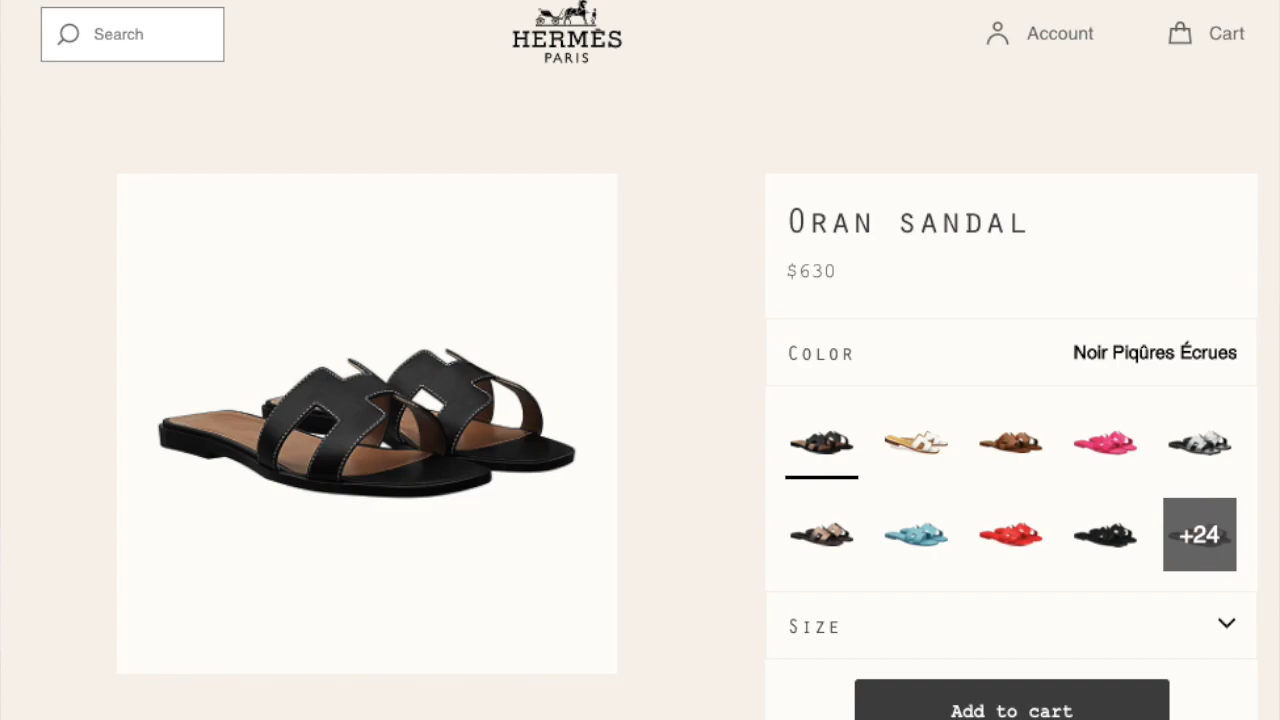 Search
HERMÈS
PARIS
Account
Cart
Oran sandal
$630
Color
Noir Piqûres Écrues
+24
Size
Add to cart